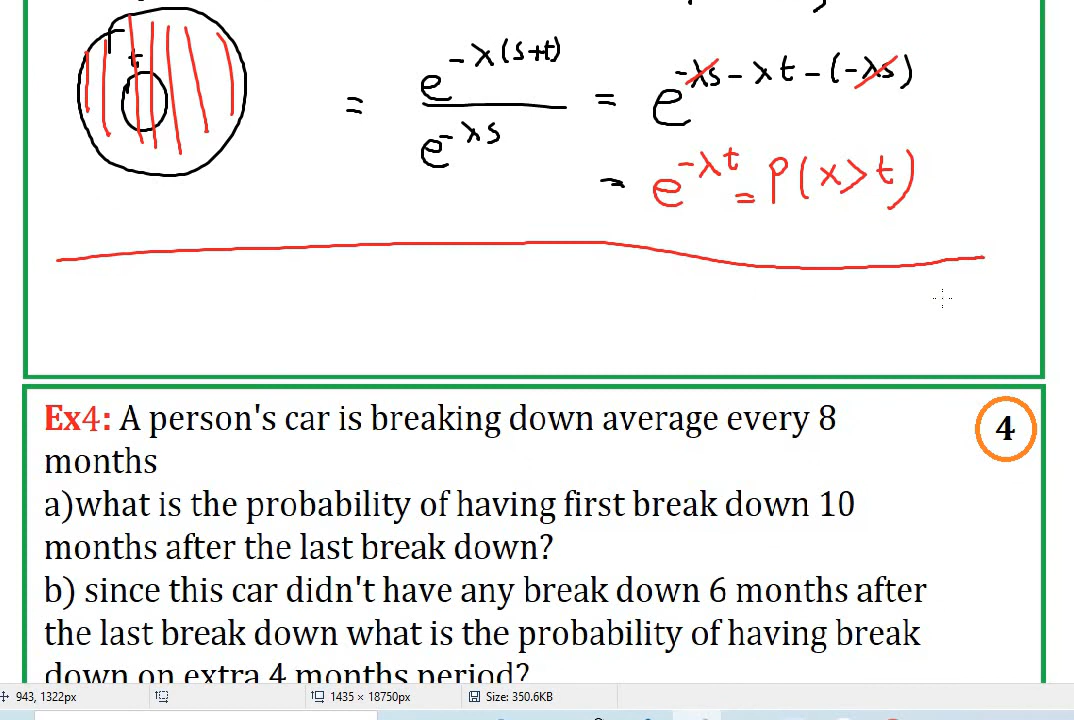 t
= e^-λ(s+t) / e^-λs = e^-λs-λt-(-λs)
= e^-λt = P(x>t)
Ex4: A person's car is breaking down average every 8
4
months
a)what is the probability of having first break down 10
months after the last break down?
b) since this car didn't have any break down 6 months after
the last break down what is the probability of having break
down on extra 4 months period?
943, 1322px 1435 × 18750px Size: 350.6KB